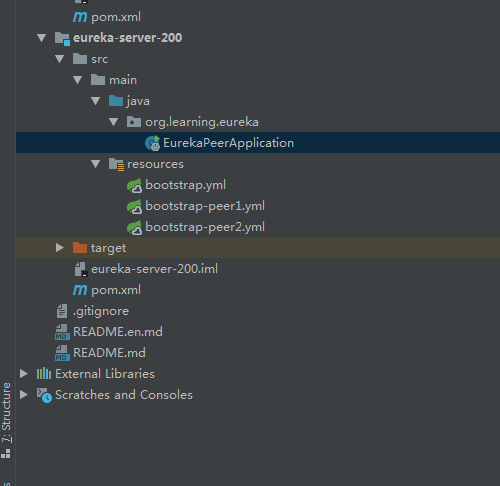 pom.xml
eureka-server-200
src
main
java
org.learning.eureka
EurekaPeerApplication
resources
bootstrap.yml
bootstrap-peer1.yml
bootstrap-peer2.yml
target
eureka-server-200.iml
pom.xml
.gitignore
README.en.md
README.md
External Libraries
Scratches and Consoles
7: Structure